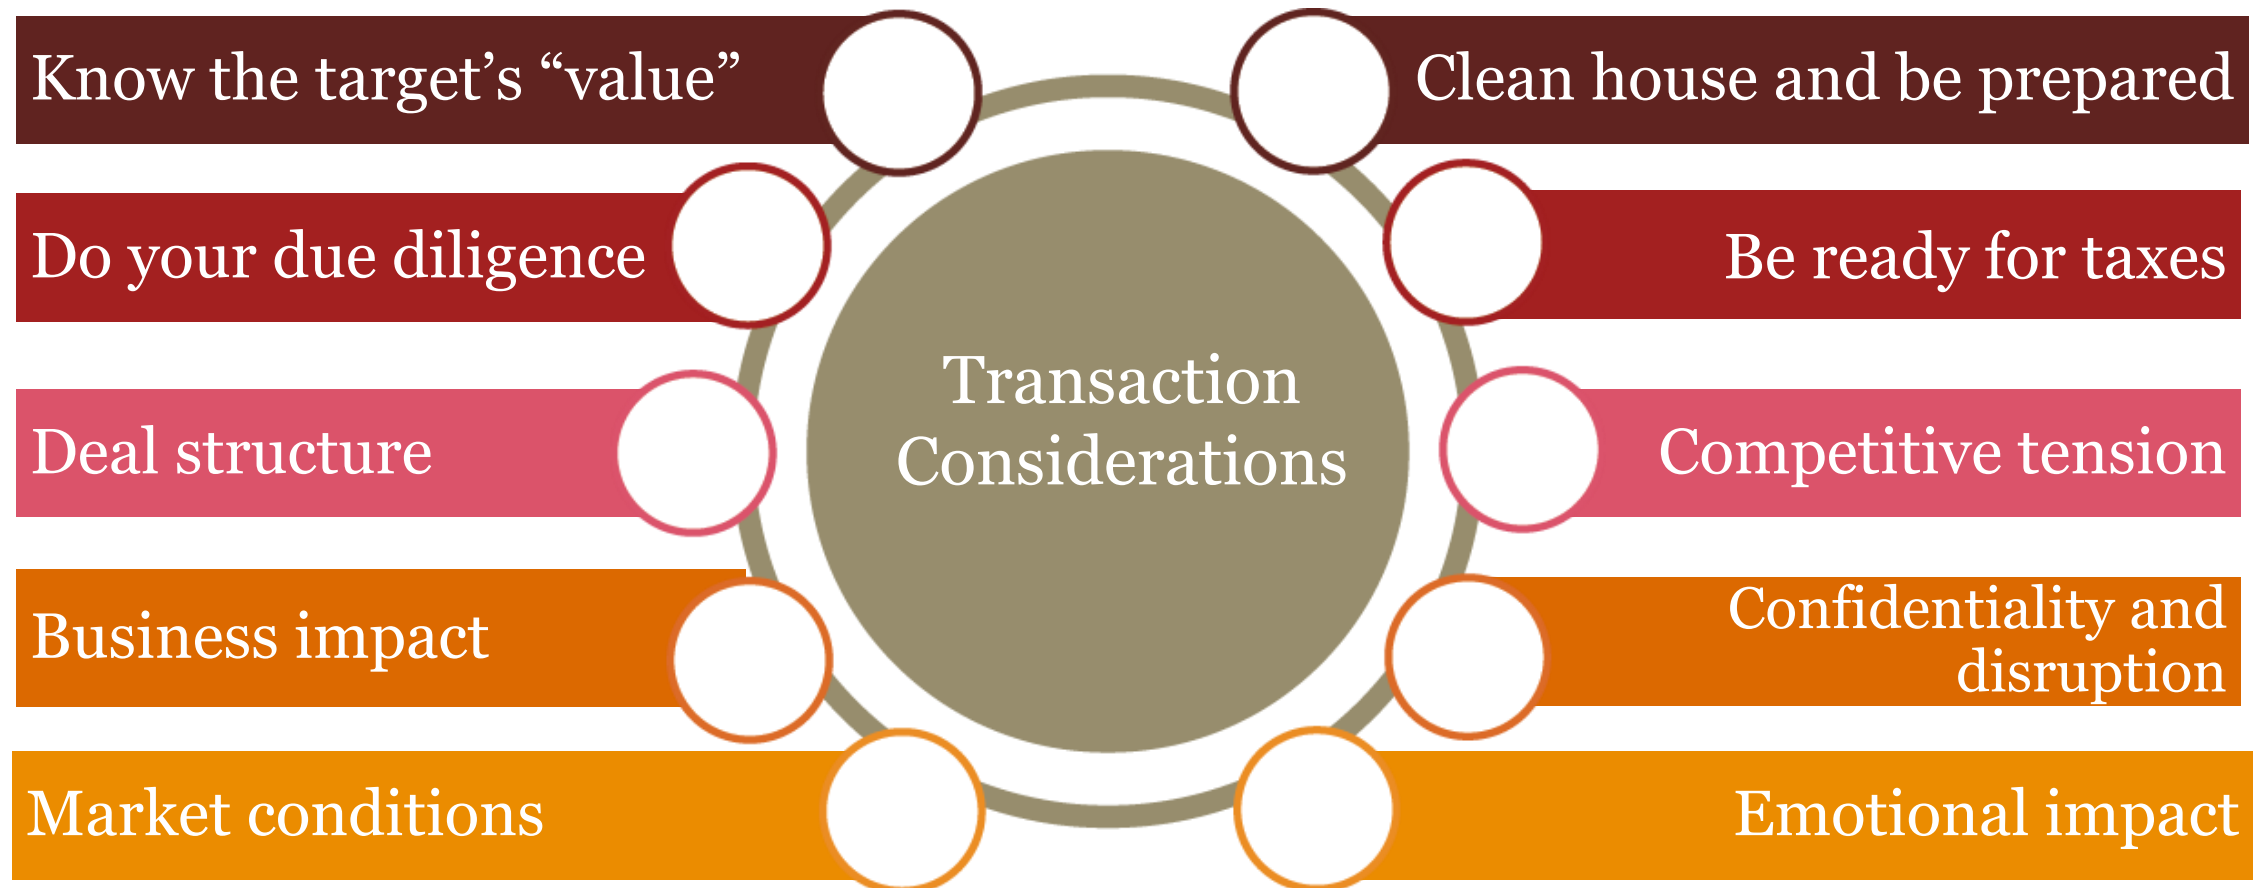 Know the target’s “value”
Do your due diligence
Deal structure
Business impact
Market conditions
Transaction
Considerations
Clean house and be prepared
Be ready for taxes
Competitive tension
Confidentiality and
disruption
Emotional impact